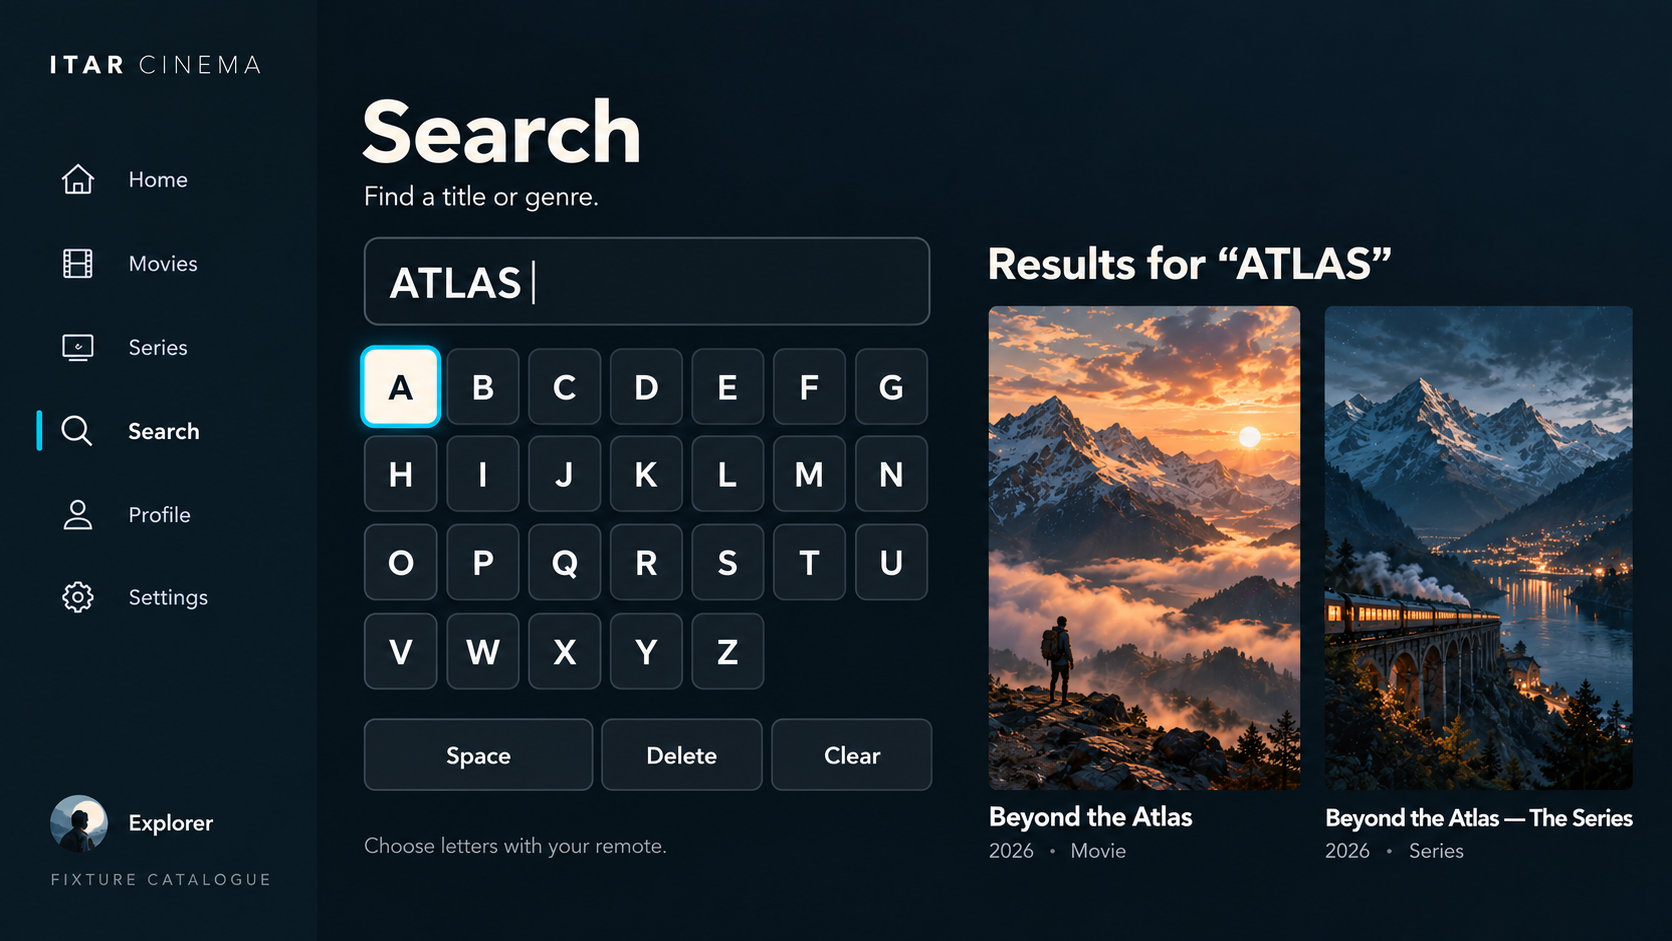 ITAR CINEMA
Home
Movies
Series
Search
Profile
Settings
Explorer
FIXTURE CATALOGUE
Search
Find a title or genre.
ATLAS
A B C D E F G
H I J K L M N
O P Q R S T U
V W X Y Z
Space Delete Clear
Choose letters with your remote.
Results for “ATLAS”
Beyond the Atlas
2026 • Movie
Beyond the Atlas — The Series
2026 • Series